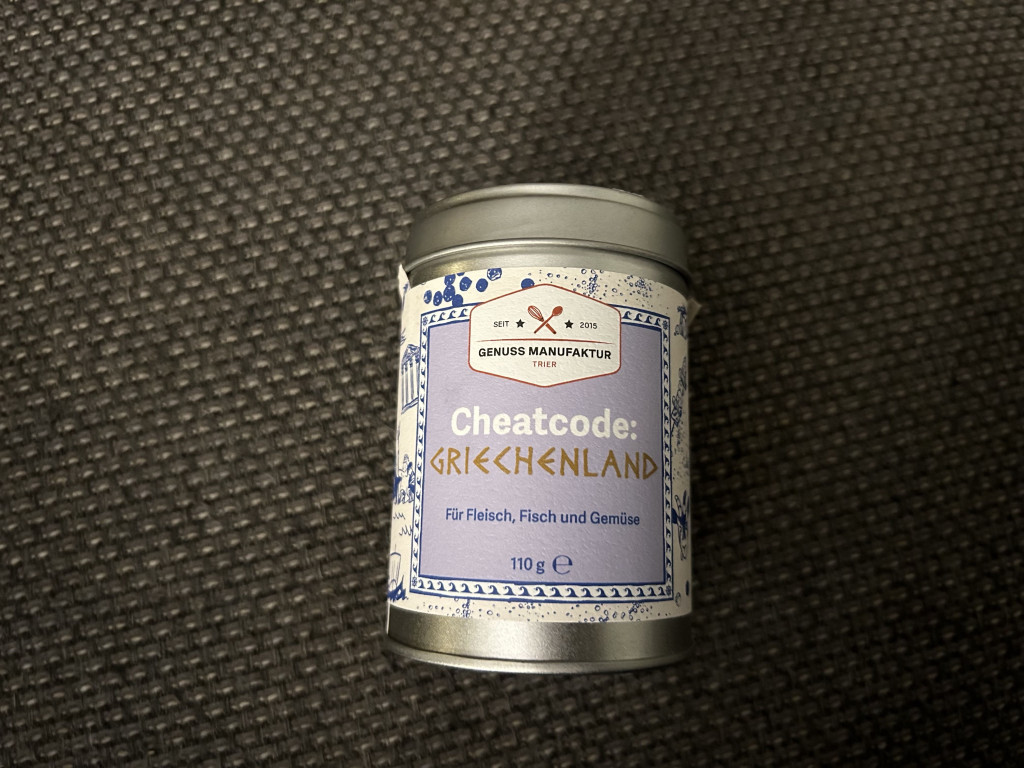 SEIT ★ ★ 2015
GENUSS MANUFAKTUR
TRIER
Cheatcode:
GRIECHENLAND
Für Fleisch, Fisch und Gemüse
110 g ℮